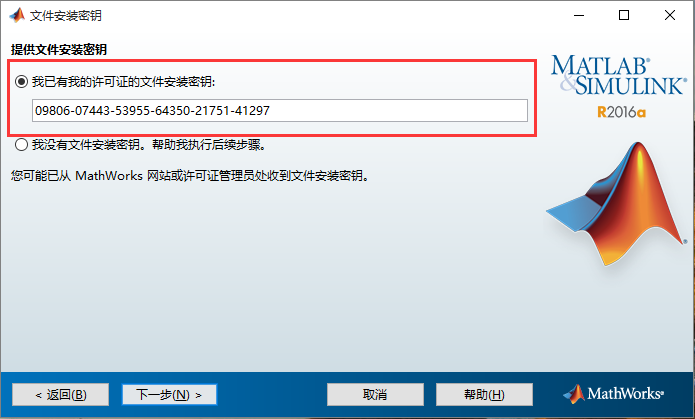 文件安装密钥
提供文件安装密钥
我已有我的许可证的文件安装密钥:
09806-07443-53955-64350-21751-41297
我没有文件安装密钥。帮助我执行后续步骤。
您可能已从 MathWorks 网站或许可证管理员处收到文件安装密钥。
MATLAB
&SIMULINK®
R2016a
< 返回(B)
下一步(N) >
取消
帮助(H)
MathWorks®